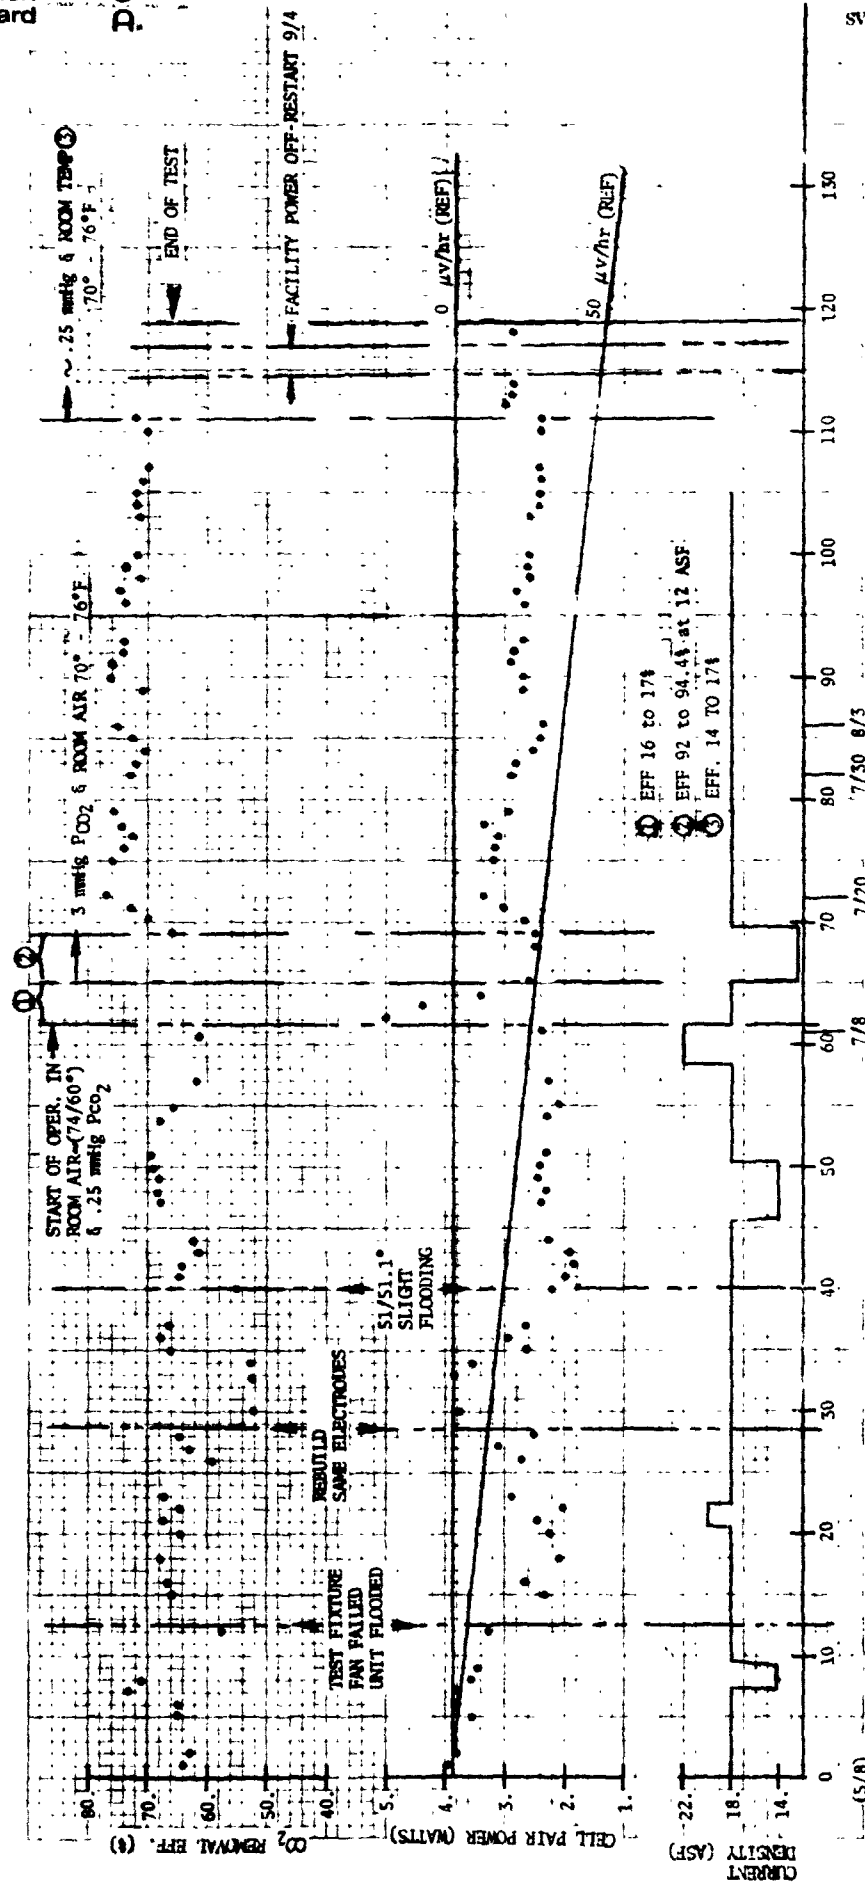 ard
SV
START OF OPER. IN
ROOM AIR~(74/60°)
& .25 mmHg Pco2
① ②
3 mmHg PCO2 & ROOM AIR 70° - 76°F
~.25 mmHg & ROOM TEMP ③
70° - 76°F
END OF TEST
FACILITY POWER OFF-RESTART 9/4
CO2 REMOVAL EFF. (%)
80.
70.
60.
50.
40.
TEST FIXTURE
FAN FAILED
UNIT FLOODED
REBUILD
SAME ELECTRODES
51/51.1°
SLIGHT
FLOODING
CELL PAIR POWER (WATTS)
5.
4.
3.
2.
1.
0 µv/hr (REF)
50 µv/hr (REF)
① EFF 16 to 17%
② EFF 92 to 94.4% at 12 ASF
③ EFF. 14 TO 17%
CURRENT
DENSITY (ASF)
22.
18.
14.
0 10 20 30 40 50 60 70 80 90 100 110 120 130
(5/8) 7/8 7/20 7/30 8/3